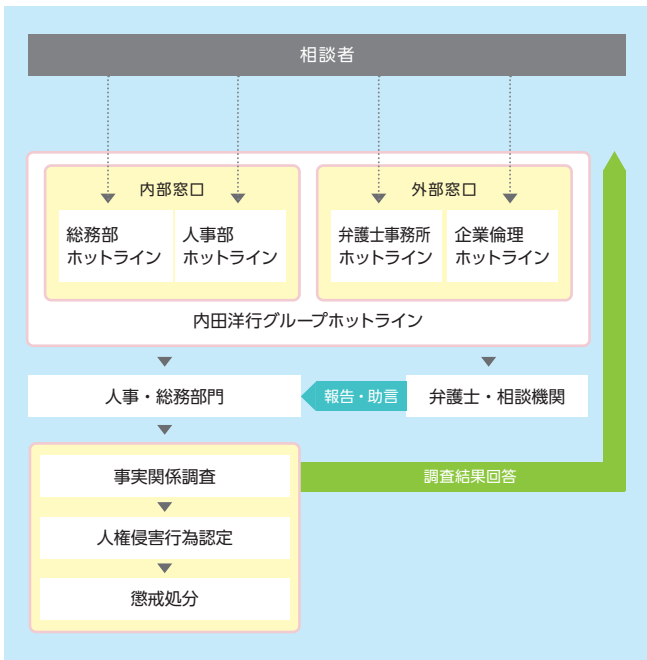 相談者
内部窓口
総務部
ホットライン
人事部
ホットライン
外部窓口
弁護士事務所
ホットライン
企業倫理
ホットライン
内田洋行グループホットライン
人事・総務部門
報告・助言
弁護士・相談機関
事実関係調査
調査結果回答
人権侵害行為認定
懲戒処分